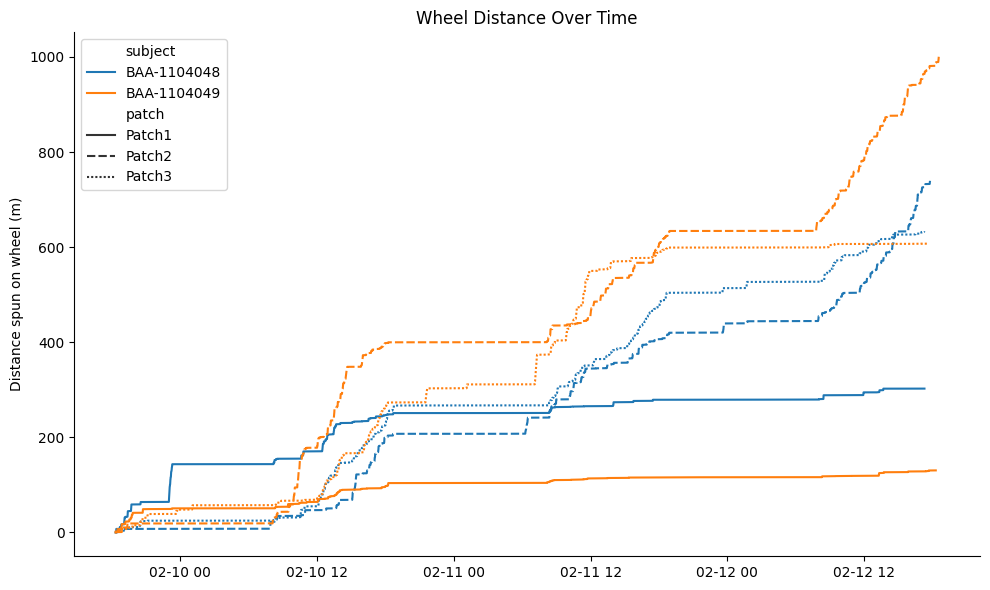 Wheel Distance Over Time
subject
BAA-1104048
BAA-1104049
patch
Patch1
Patch2
Patch3
Distance spun on wheel (m)
1000
800
600
400
200
0
02-10 00
02-10 12
02-11 00
02-11 12
02-12 00
02-12 12